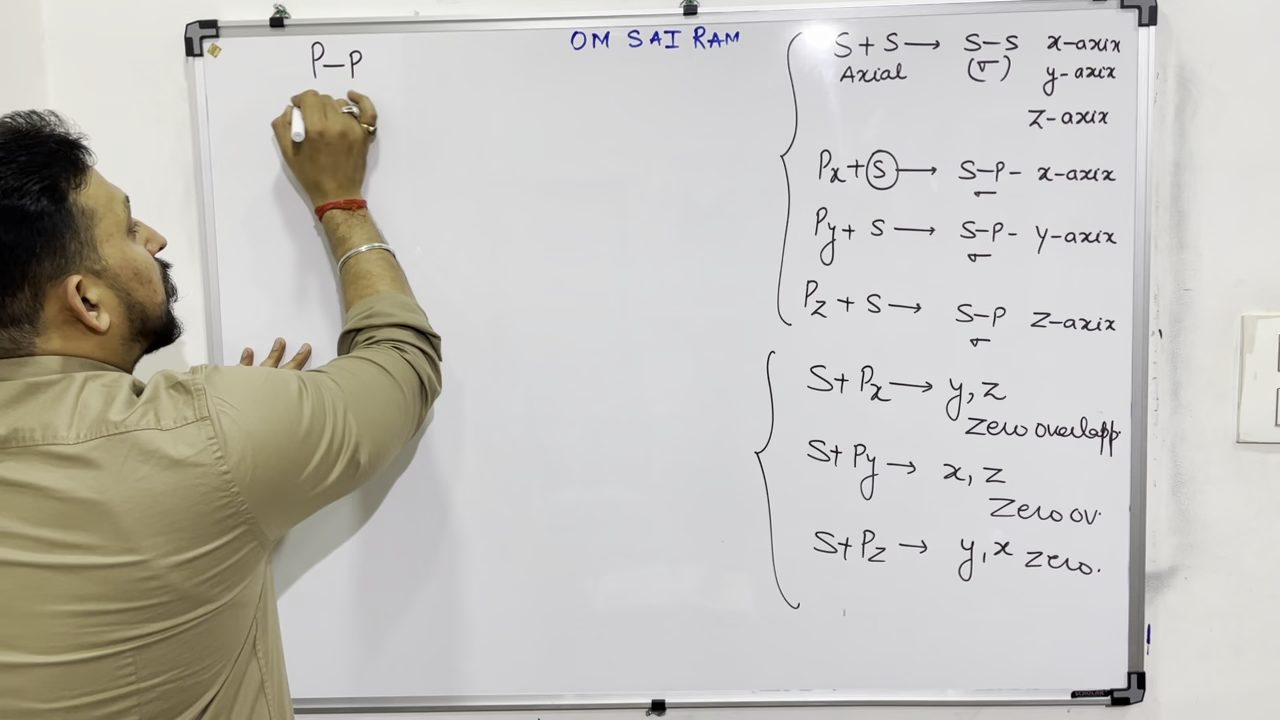 P-P
OM SAI RAM
S + S → S-S x-axix
Axial (σ) y-axix
z-axix
Px + S → S-P- x-axix
σ
Py + S → S-P- y-axix
σ
Pz + S → S-P z-axix
σ
S + Px → y, z
Zero overlapp.
S + Py → x, z
Zero ov.
S + Pz → y, x zero.
SCHOLAR